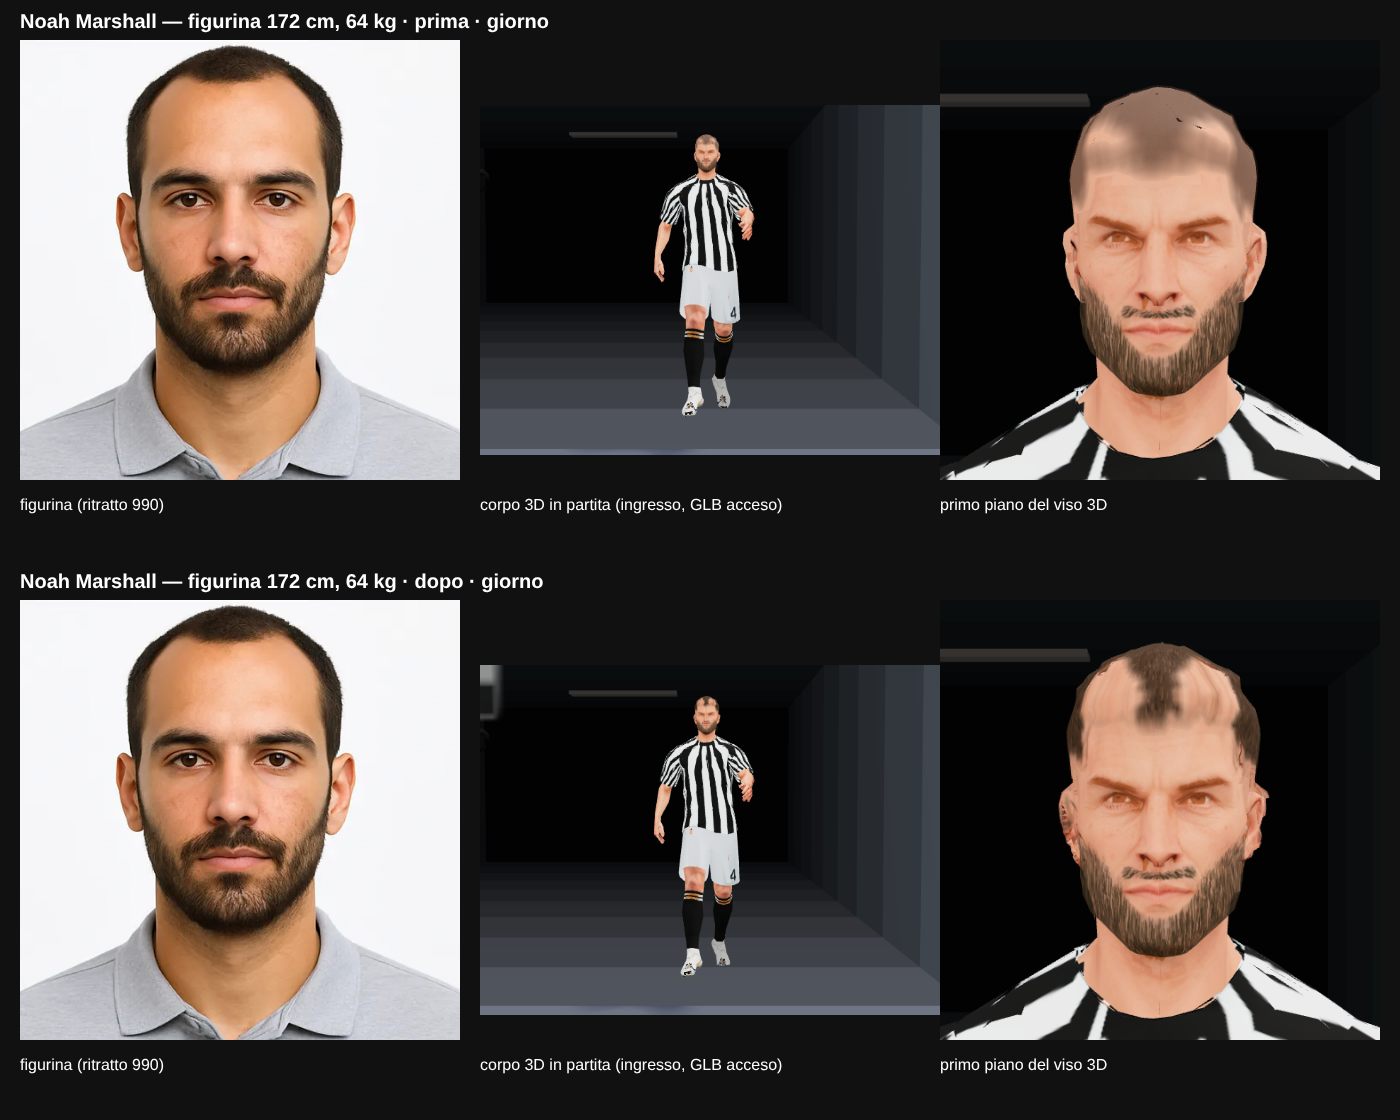 Noah Marshall — figurina 172 cm, 64 kg · prima · giorno
4
figurina (ritratto 990)
corpo 3D in partita (ingresso, GLB acceso)
primo piano del viso 3D
Noah Marshall — figurina 172 cm, 64 kg · dopo · giorno
4
figurina (ritratto 990)
corpo 3D in partita (ingresso, GLB acceso)
primo piano del viso 3D